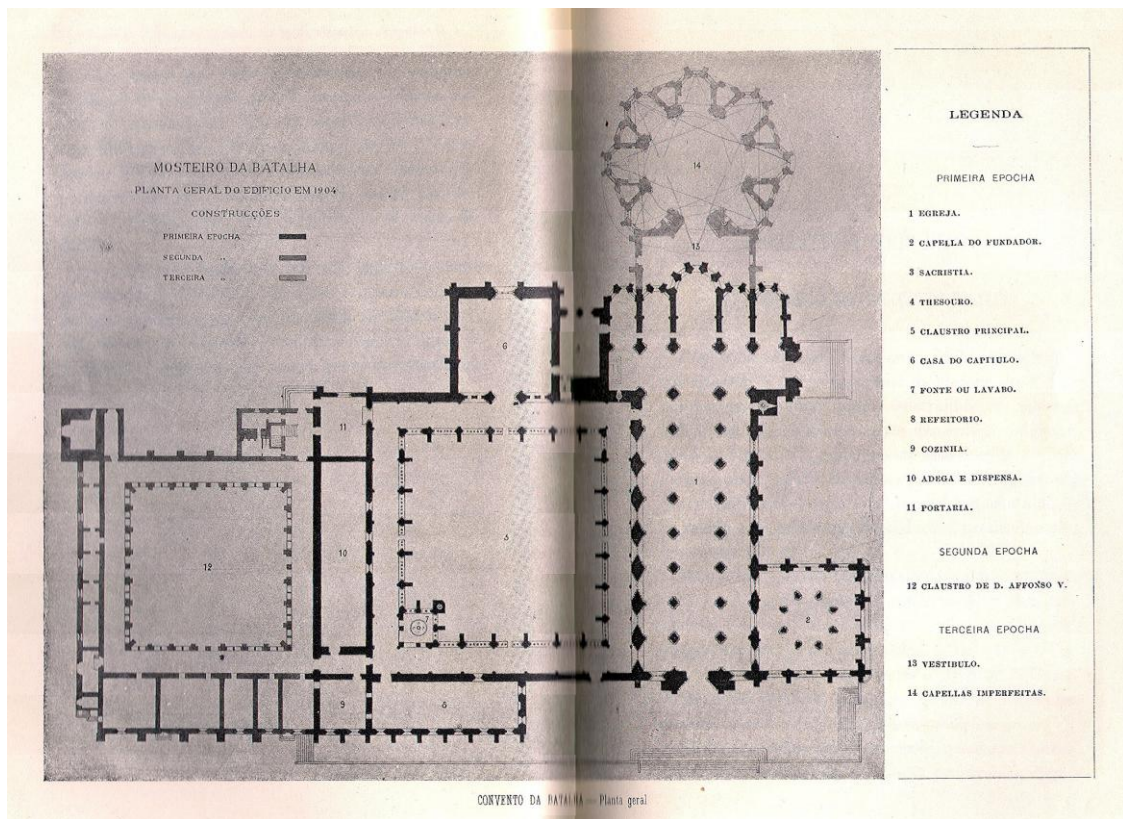 MOSTEIRO DA BATALHA
PLANTA GERAL DO EDIFICIO EM 1904
CONSTRUCÇÕES
PRIMEIRA EPOCHA
SEGUNDA „
TERCEIRA „
14
13
6
11
1
10
5
12
7
2
9
8
LEGENDA
PRIMEIRA EPOCHA
1 EGREJA.
2 CAPELLA DO FUNDADOR.
3 SACRISTIA.
4 THESOURO.
5 CLAUSTRO PRINCIPAL.
6 CASA DO CAPITULO.
7 FONTE OU LAVABO.
8 REFEITORIO.
9 COZINHA.
10 ADEGA E DISPENSA.
11 PORTARIA.
SEGUNDA EPOCHA
12 CLAUSTRO DE D. AFFONSO V.
TERCEIRA EPOCHA
13 VESTIBULO.
14 CAPELLAS IMPERFEITAS.
CONVENTO DA BATALHA — Planta geral